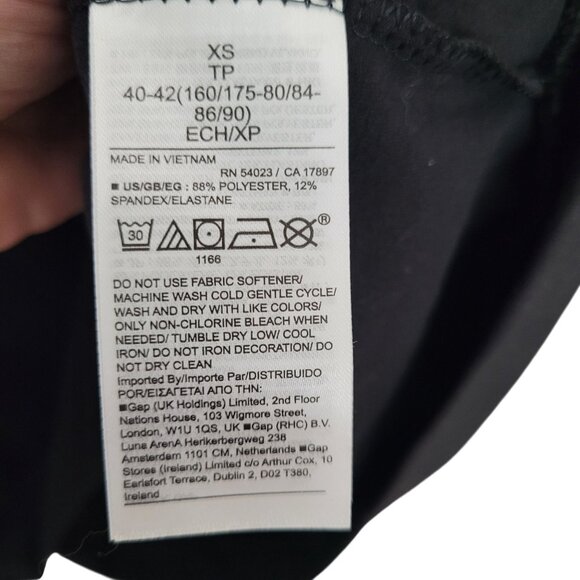 XS
TP
40-42(160/175-80/84-
86/90)
ECH/XP
MADE IN VIETNAM
RN 54023 / CA 17897
■ US/GB/EG : 88% POLYESTER, 12%
SPANDEX/ELASTANE
30
®
1166
DO NOT USE FABRIC SOFTENER/
MACHINE WASH COLD GENTLE CYCLE/
WASH AND DRY WITH LIKE COLORS/
ONLY NON-CHLORINE BLEACH WHEN
NEEDED/ TUMBLE DRY LOW/ COOL
IRON/ DO NOT IRON DECORATION/ DO
NOT DRY CLEAN
Imported By/Importe Par/DISTRIBUIDO
POR/ΕΙΣΑΓΕΤΑΙ ΑΠΟ ΤΗΝ:
■Gap (UK Holdings) Limited, 2nd Floor
Nations House, 103 Wigmore Street,
London, W1U 1QS UK ■Gap (RHC) B.V.
Luna ArenA Herikerbergweg 238
Amsterdam 1101 CM, Netherlands ■Gap
Stores (Ireland) Limited c/o Arthur Cox, 10
Earlsfort Terrace, Dublin 2, D02 T380,
Ireland